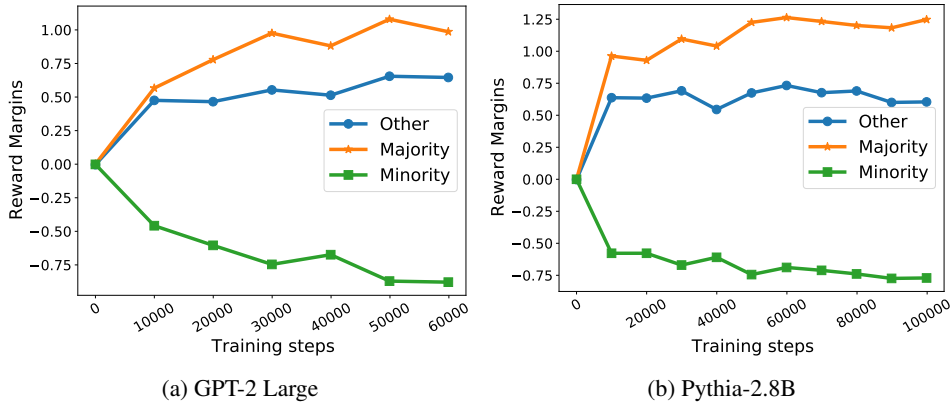 1.00
0.75
0.50
0.25
0.00
−0.25
−0.50
−0.75
Reward Margins
Other
Majority
Minority
0
10000
20000
30000
40000
50000
60000
Training steps
(a) GPT-2 Large
1.25
1.00
0.75
0.50
0.25
0.00
−0.25
−0.50
−0.75
Reward Margins
Other
Majority
Minority
0
20000
40000
60000
80000
100000
Training steps
(b) Pythia-2.8B